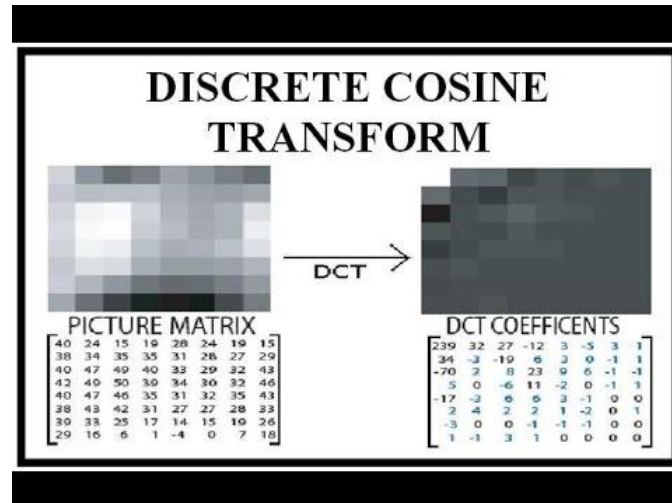 DISCRETE COSINE
TRANSFORM
DCT
PICTURE MATRIX
40 24 15 19 28 24 19 15
38 34 35 35 31 28 27 29
40 47 49 40 33 29 32 43
42 49 50 39 34 30 32 46
40 47 46 35 31 32 35 43
38 43 42 31 27 27 28 33
39 33 25 17 14 15 19 26
29 16 6 1 -4 0 7 18
DCT COEFFICENTS
239 32 27 -12 3 -5 3 1
34 -3 -19 6 3 0 -1 1
-70 2 8 23 9 6 -1 -1
5 0 -6 11 -2 0 -1 1
-17 -3 6 6 3 -1 0 0
2 4 2 2 1 -2 0 1
-3 0 0 -1 -1 -1 0 0
1 -1 3 1 0 0 0 0